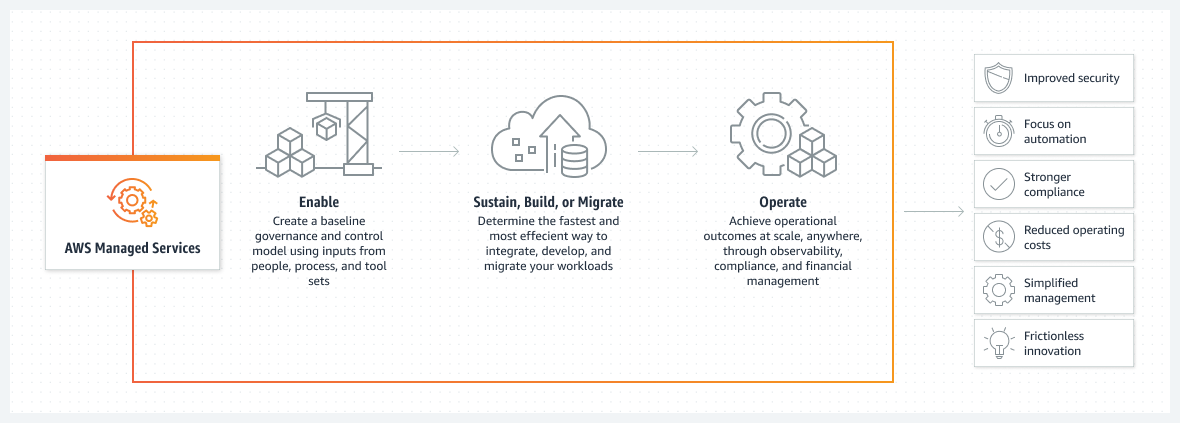 AWS Managed Services
Enable
Create a baseline
governance and control
model using inputs from
people, process, and tool
sets
Sustain, Build, or Migrate
Determine the fastest and
most effecient way to
integrate, develop, and
migrate your workloads
Operate
Achieve operational
outcomes at scale, anywhere,
through observability,
compliance, and financial
management
Improved security
Focus on
automation
Stronger
compliance
Reduced operating
costs
Simplified
management
Frictionless
innovation